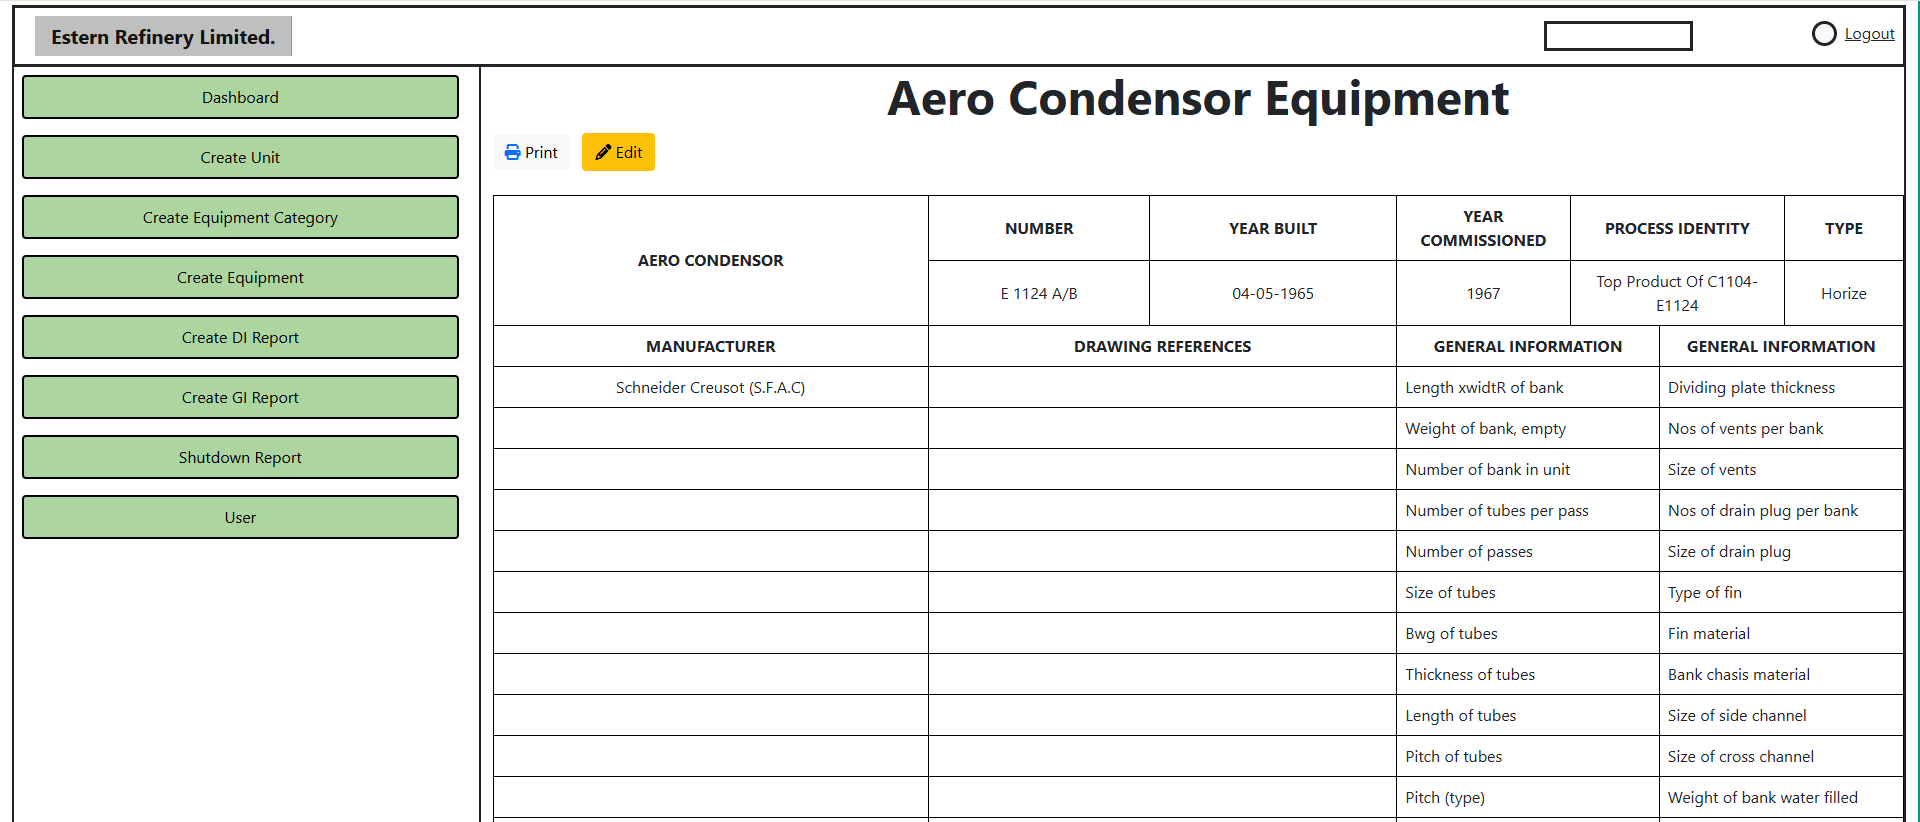 Estern Refinery Limited.
Logout
Dashboard
Create Unit
Create Equipment Category
Create Equipment
Create DI Report
Create GI Report
Shutdown Report
User
Aero Condensor Equipment
Print
Edit
AERO CONDENSOR
NUMBER
YEAR BUILT
YEAR
COMMISSIONED
PROCESS IDENTITY
TYPE
E 1124 A/B
04-05-1965
1967
Top Product Of C1104-
E1124
Horize
MANUFACTURER
DRAWING REFERENCES
GENERAL INFORMATION
GENERAL INFORMATION
Schneider Creusot (S.F.A.C)
Length xwidtR of bank
Dividing plate thickness
Weight of bank, empty
Nos of vents per bank
Number of bank in unit
Size of vents
Number of tubes per pass
Nos of drain plug per bank
Number of passes
Size of drain plug
Size of tubes
Type of fin
Bwg of tubes
Fin material
Thickness of tubes
Bank chasis material
Length of tubes
Size of side channel
Pitch of tubes
Size of cross channel
Pitch (type)
Weight of bank water filled